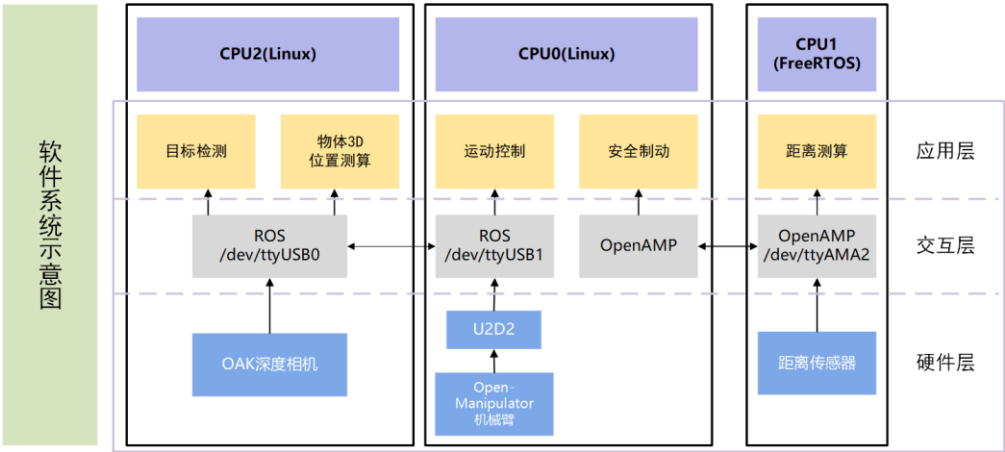 软件系统示意图
CPU2(Linux)
CPU0(Linux)
CPU1
(FreeRTOS)
目标检测
物体3D
位置测算
运动控制
安全制动
距离测算
应用层
ROS
/dev/ttyUSB0
ROS
/dev/ttyUSB1
OpenAMP
OpenAMP
/dev/ttyAMA2
交互层
OAK深度相机
U2D2
Open-
Manipulator
机械臂
距离传感器
硬件层